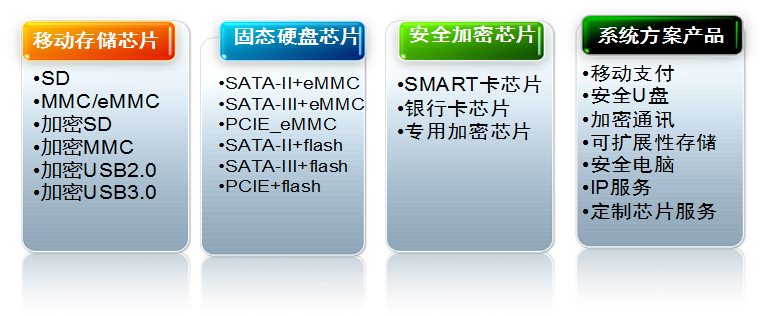 移动存储芯片
•SD
•MMC/eMMC
•加密SD
•加密MMC
•加密USB2.0
•加密USB3.0
固态硬盘芯片
•SATA-II+eMMC
•SATA-III+eMMC
•PCIE_eMMC
•SATA-II+flash
•SATA-III+flash
•PCIE+flash
安全加密芯片
•SMART卡芯片
•银行卡芯片
•专用加密芯片
系统方案产品
•移动支付
•安全U盘
•加密通讯
•可扩展性存储
•安全电脑
•IP服务
•定制芯片服务